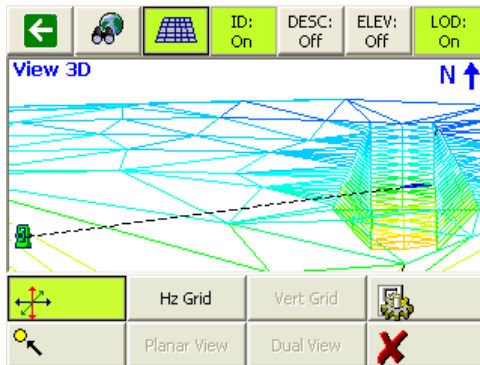 ID: DESC: ELEV: LOD:
On Off Off On
View 3D N
Hz Grid Vert Grid
Planar View Dual View